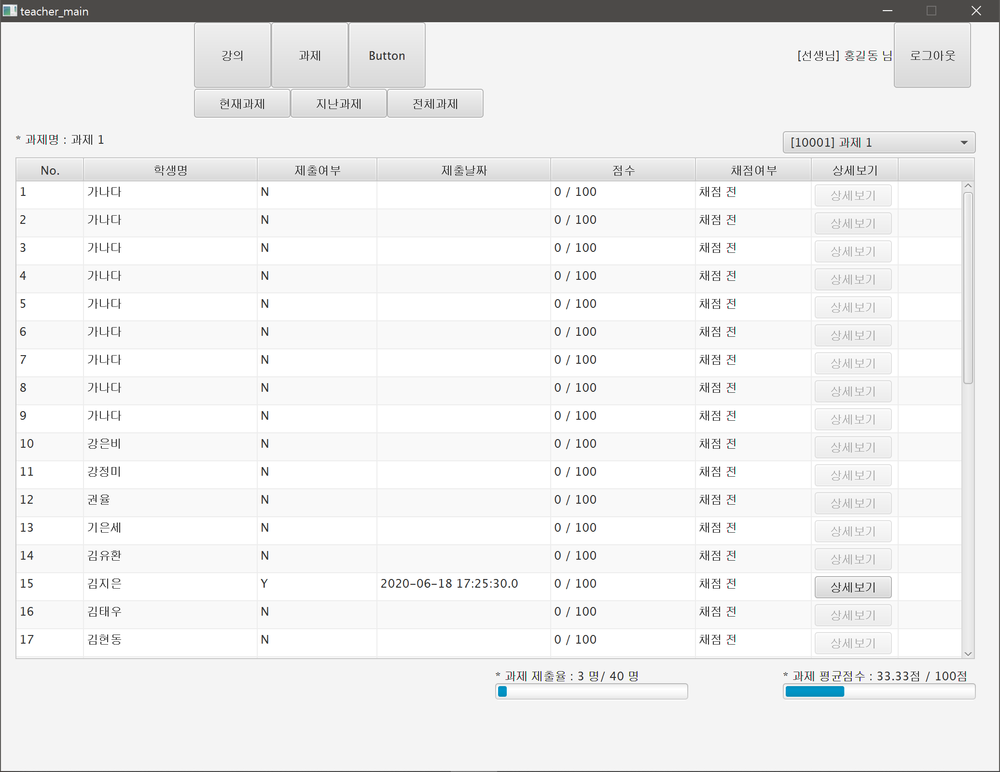 teacher_main
강의 과제 Button [선생님] 홍길동 님 로그아웃
현재과제 지난과제 전체과제
* 과제명 : 과제 1 [10001] 과제 1
No. 학생명 제출여부 제출날짜 점수 채점여부 상세보기
1 가나다 N 0 / 100 채점 전 상세보기
2 가나다 N 0 / 100 채점 전 상세보기
3 가나다 N 0 / 100 채점 전 상세보기
4 가나다 N 0 / 100 채점 전 상세보기
5 가나다 N 0 / 100 채점 전 상세보기
6 가나다 N 0 / 100 채점 전 상세보기
7 가나다 N 0 / 100 채점 전 상세보기
8 가나다 N 0 / 100 채점 전 상세보기
9 가나다 N 0 / 100 채점 전 상세보기
10 강은비 N 0 / 100 채점 전 상세보기
11 강정미 N 0 / 100 채점 전 상세보기
12 권율 N 0 / 100 채점 전 상세보기
13 기은세 N 0 / 100 채점 전 상세보기
14 김유환 N 0 / 100 채점 전 상세보기
15 김지은 Y 2020-06-18 17:25:30.0 0 / 100 채점 전 상세보기
16 김태우 N 0 / 100 채점 전 상세보기
17 김현동 N 0 / 100 채점 전 상세보기
* 과제 제출율 : 3 명/ 40 명 * 과제 평균점수 : 33.33점 / 100점